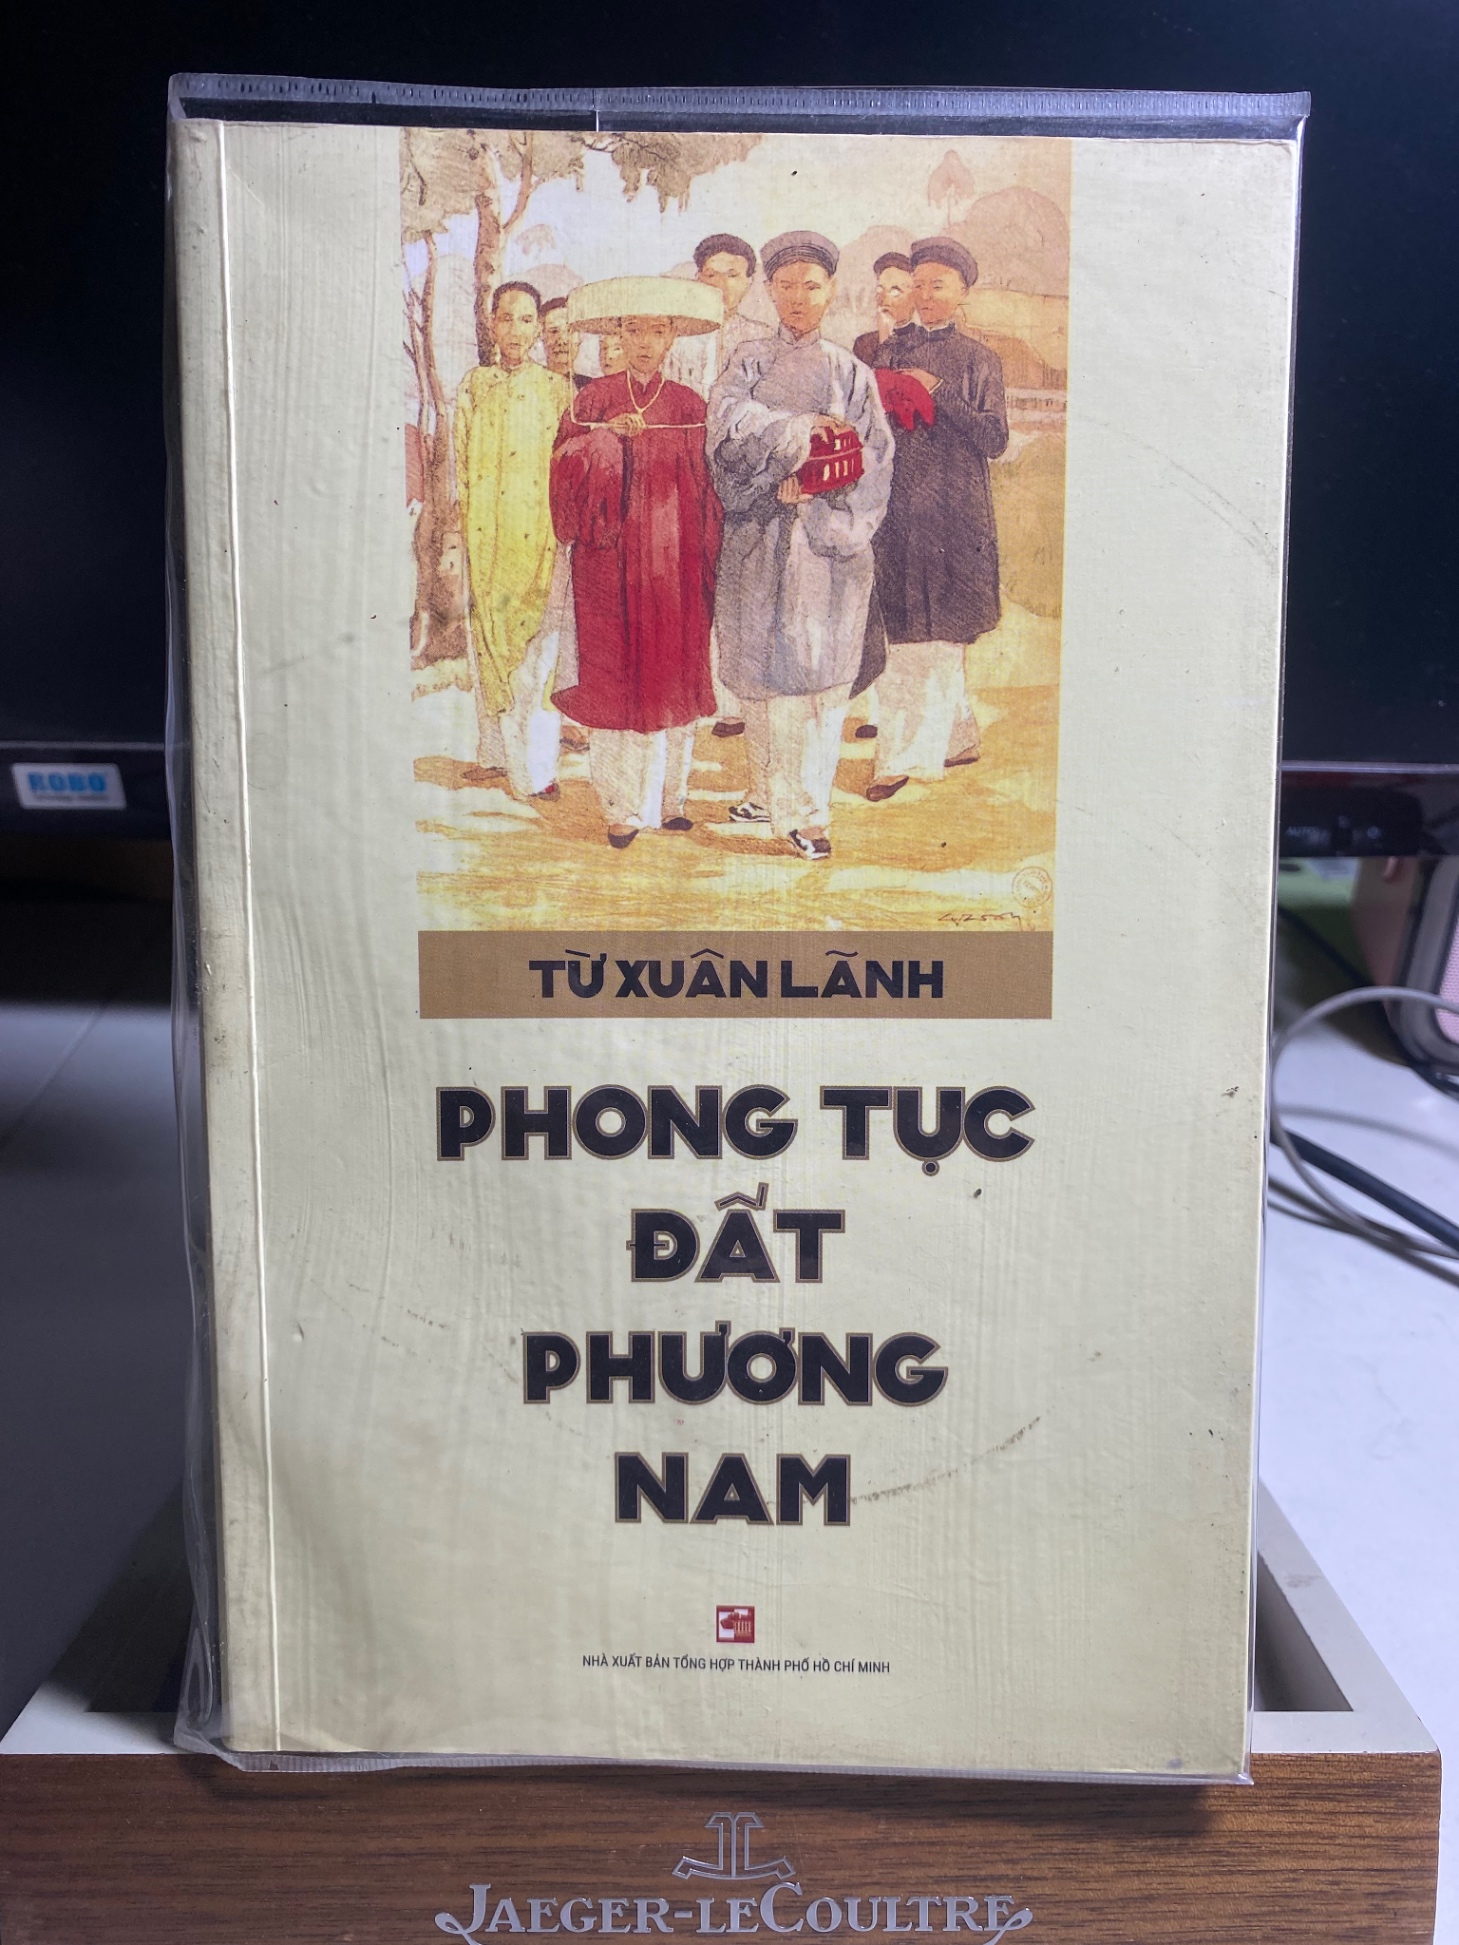 TỪ XUÂN LÃNH
PHONG TỤC
ĐẤT
PHƯƠNG
NAM
NHÀ XUẤT BẢN TỔNG HỢP THÀNH PHỐ HỒ CHÍ MINH
ROBO
AUTO
JAEGER-LECOULTRE